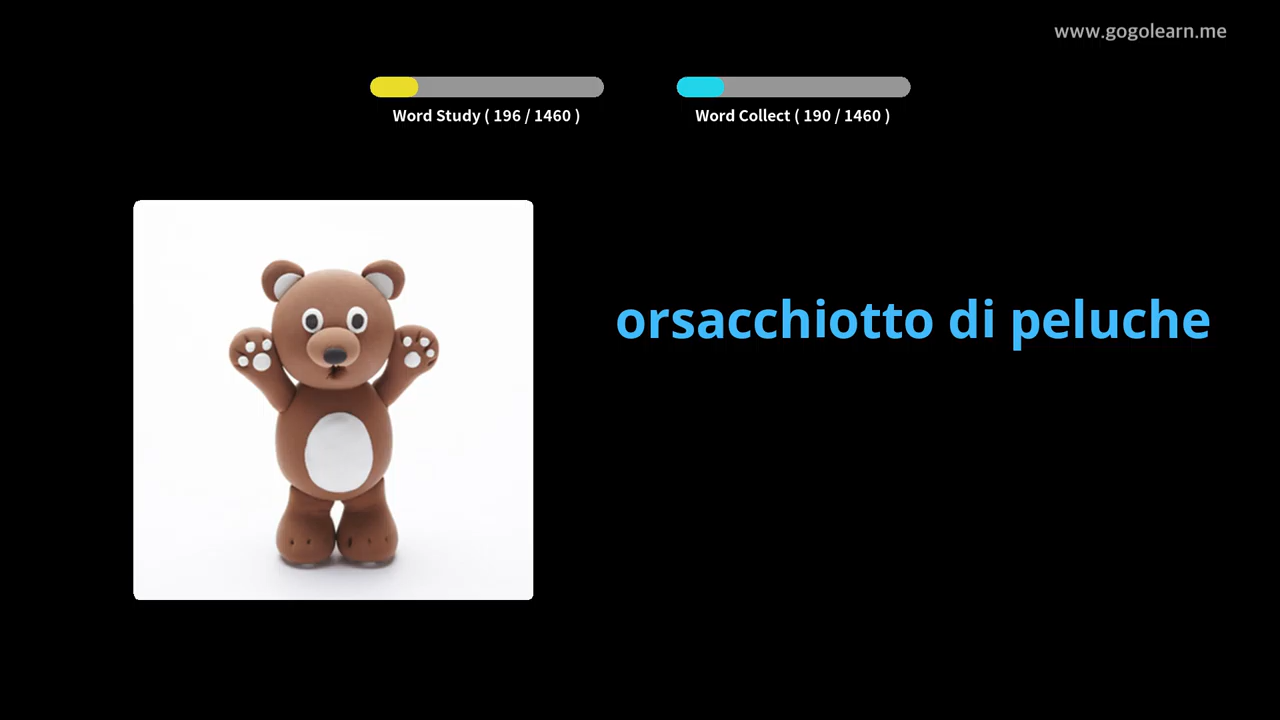 www.gogolearn.me
Word Study ( 196 / 1460 )
Word Collect ( 190 / 1460 )
orsacchiotto di peluche